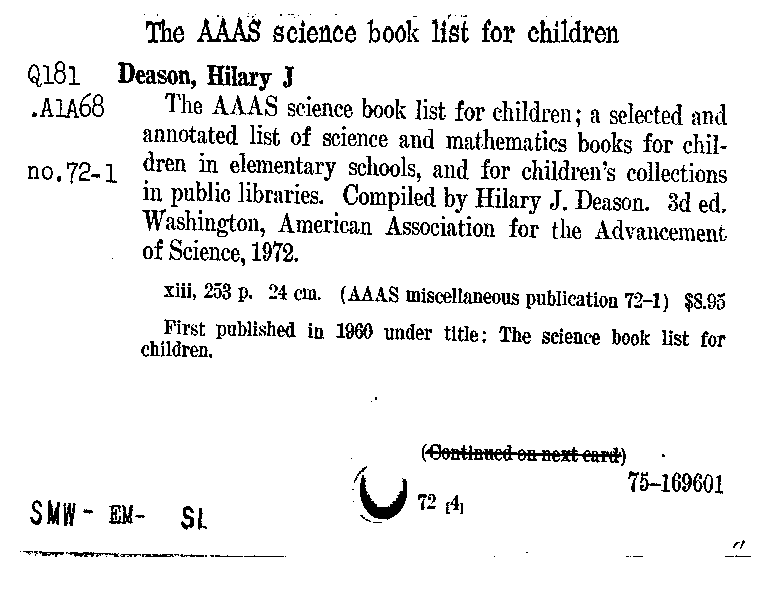 The AAAS science book list for children
Q181 Deason, Hilary J
.A1A68 The AAAS science book list for children; a selected and
annotated list of science and mathematics books for chil-
no.72-1 dren in elementary schools, and for children's collections
in public libraries. Compiled by Hilary J. Deason. 3d ed.
Washington, American Association for the Advancement
of Science, 1972.
xiii, 253 p. 24 cm. (AAAS miscellaneous publication 72-1) $8.95
First published in 1960 under title: The science book list for
children.
(Continued on next card)
75-169601
72 [4]
SMW- EM- SL